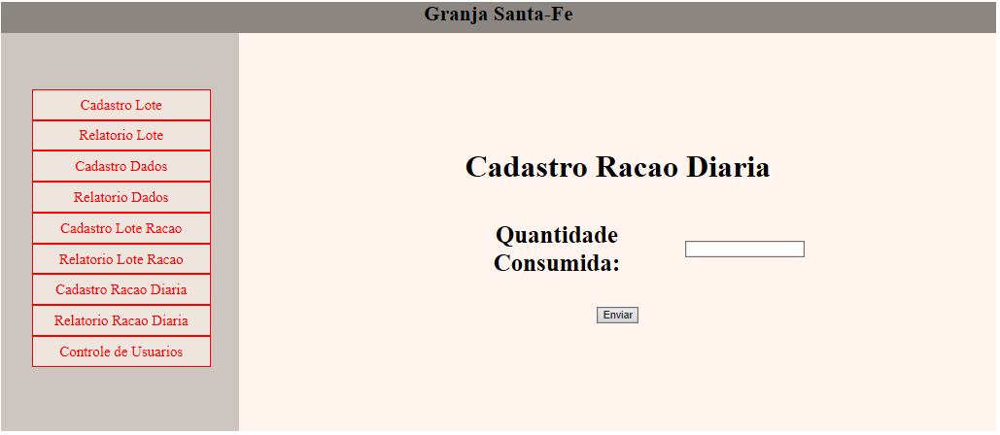 Granja Santa-Fe
Cadastro Lote
Relatorio Lote
Cadastro Dados
Relatorio Dados
Cadastro Lote Racao
Relatorio Lote Racao
Cadastro Racao Diaria
Relatorio Racao Diaria
Controle de Usuarios
Cadastro Racao Diaria
Quantidade
Consumida:
Enviar